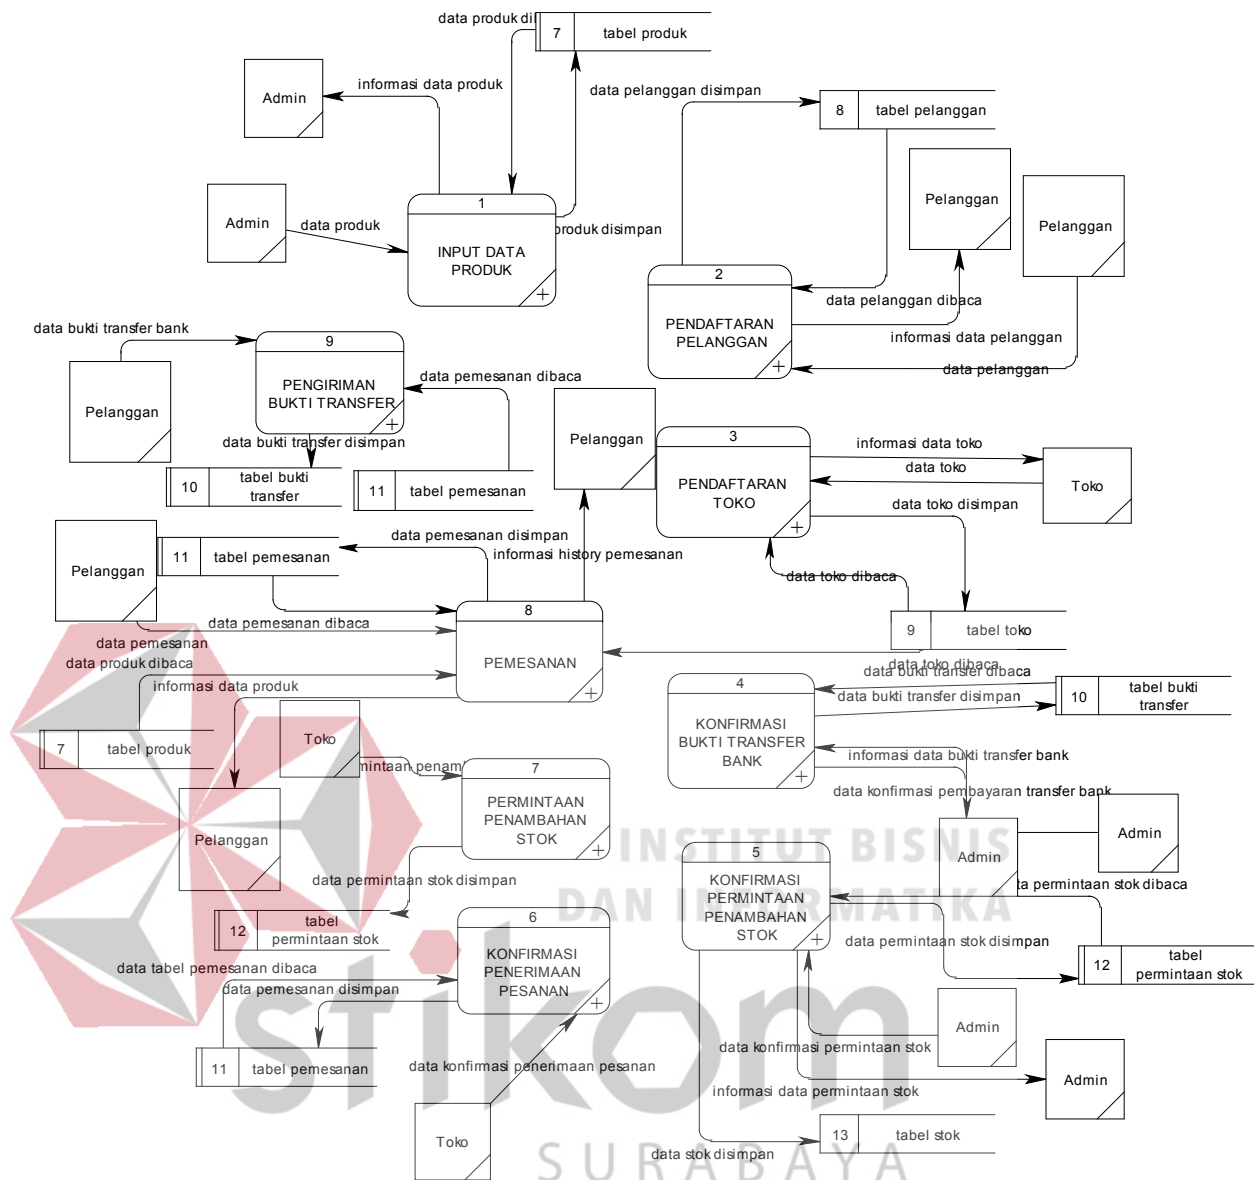 data produk di
7
tabel produk
Admin
informasi data produk
data pelanggan disimpan
8
tabel pelanggan
Admin
data produk
1
INPUT DATA
PRODUK
produk disimpan
Pelanggan
Pelanggan
2
PENDAFTARAN
PELANGGAN
data pelanggan dibaca
informasi data pelanggan
data pelanggan
data bukti transfer bank
9
PENGIRIMAN
BUKTI TRANSFER
data pemesanan dibaca
Pelanggan
data bukti transfer disimpan
10
tabel bukti
transfer
11
tabel pemesanan
Pelanggan
3
PENDAFTARAN
TOKO
informasi data toko
data toko
Toko
data toko disimpan
data toko dibaca
9
tabel toko
data toko dibaca
Pelanggan
11
tabel pemesanan
data pemesanan disimpan
informasi history pemesanan
8
PEMESANAN
data pemesanan dibaca
data pemesanan
data produk dibaca
informasi data produk
7
tabel produk
Toko
Pelanggan
4
KONFIRMASI
BUKTI TRANSFER
BANK
data bukti transfer dibaca
data bukti transfer disimpan
10
tabel bukti
transfer
informasi data bukti transfer bank
data konfirmasi pembayaran transfer bank
Admin
Admin
mintaan penam
7
PERMINTAAN
PENAMBAHAN
STOK
data permintaan stok disimpan
12
tabel
permintaan stok
5
KONFIRMASI
PERMINTAAN
PENAMBAHAN
STOK
ta permintaan stok dibaca
data permintaan stok disimpan
12
tabel
permintaan stok
6
KONFIRMASI
PENERIMAAN
PESANAN
data tabel pemesanan dibaca
data pemesanan disimpan
11
tabel pemesanan
data konfirmasi penerimaan pesanan
Toko
Admin
data konfirmasi permintaan stok
informasi data permintaan stok
Admin
data stok disimpan
13
tabel stok
INSTITUT BISNIS
DAN INFORMATIKA
stikom
SURABAYA